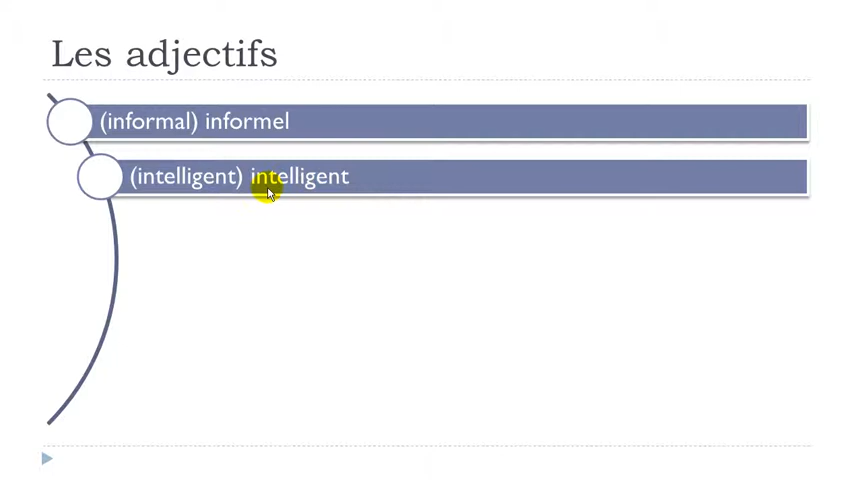 Les adjectifs
(informal) informel
(intelligent) intelligent